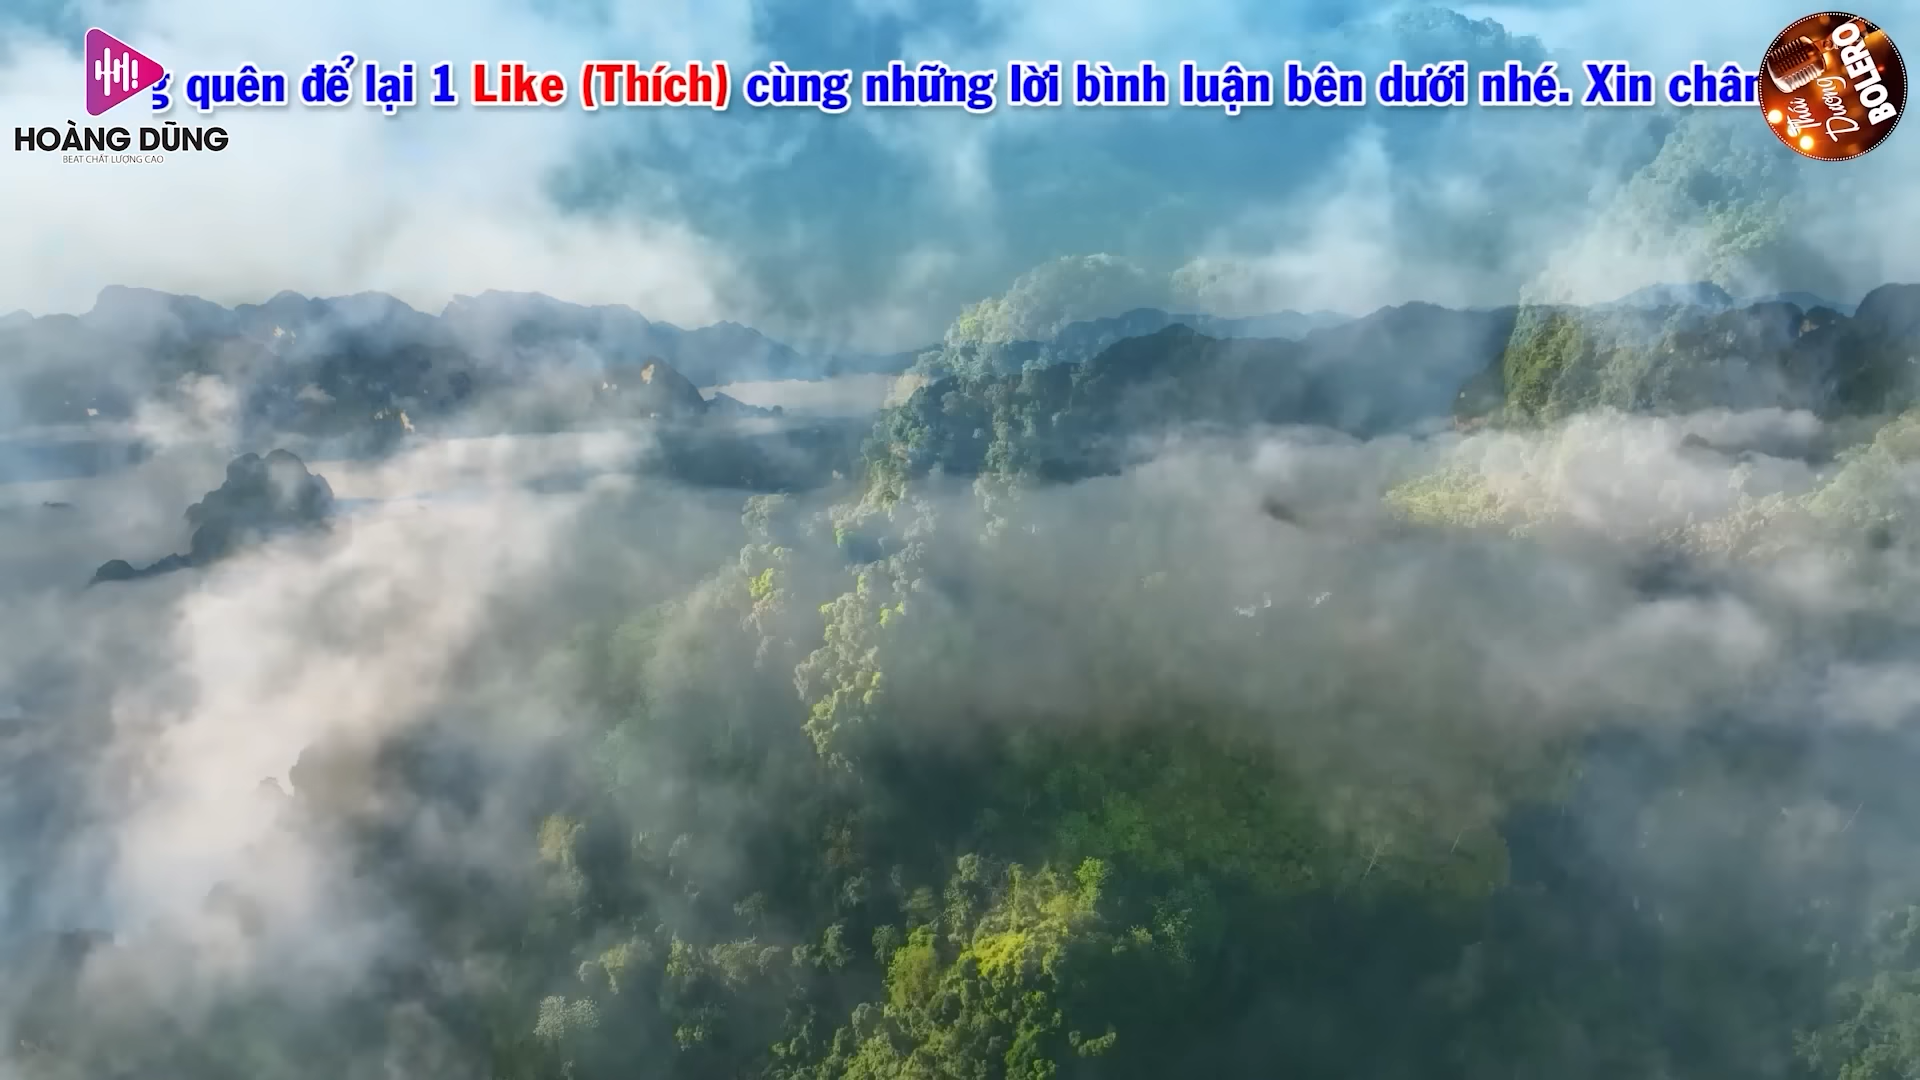 quên để lại 1 Like (Thích) cùng những lời bình luận bên dưới nhé. Xin chân
HOÀNG DŨNG
BEAT CHẤT LƯỢNG CAO
Thái Dương
BOLERO